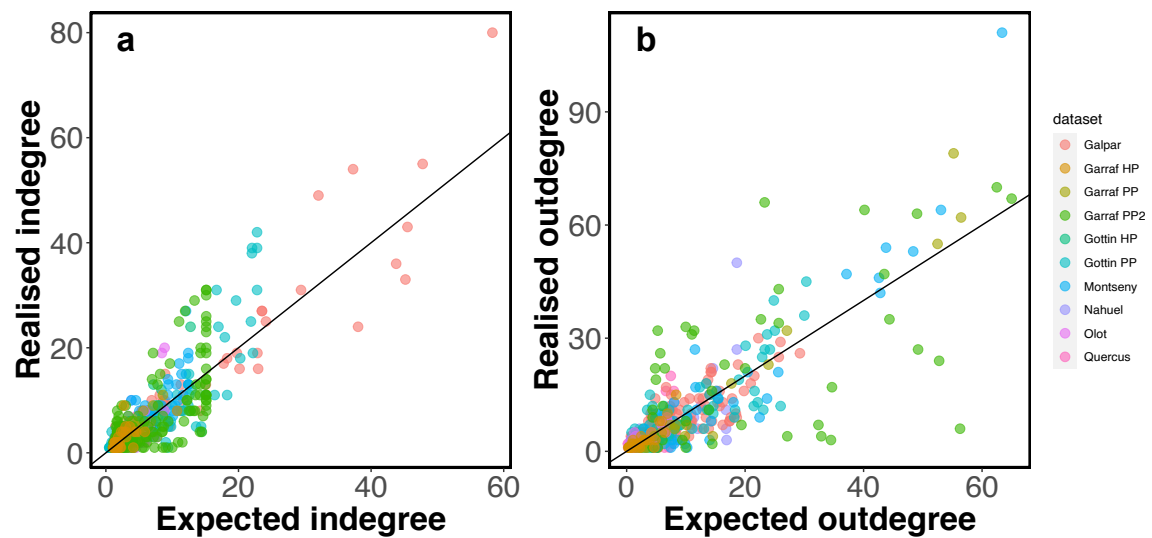 a
80
60
40
20
0
0 20 40 60
Realised indegree
Expected indegree
b
90
60
30
0
0 20 40 60
Realised outdegree
Expected outdegree
dataset
Galpar
Garraf HP
Garraf PP
Garraf PP2
Gottin HP
Gottin PP
Montseny
Nahuel
Olot
Quercus